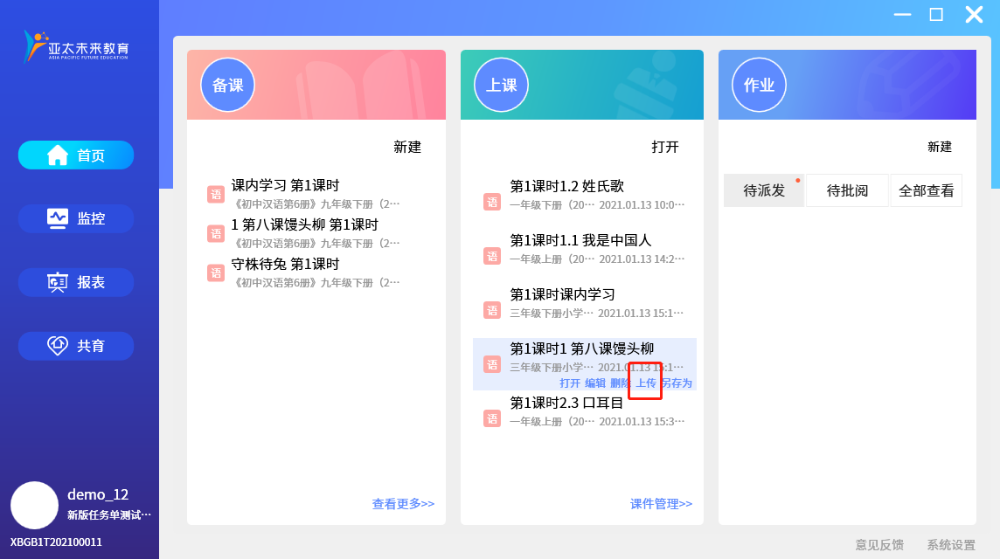 亚太未来教育
ASIA PACIFIC FUTURE EDUCATION
首页
监控
报表
共育
demo_12
新版任务单测试···
XBGB1T202100011
备课
新建
语
课内学习 第1课时
《初中汉语第6册》九年级下册（2···
语
1 第八课馒头柳 第1课时
《初中汉语第6册》九年级下册（2···
语
守株待兔 第1课时
《初中汉语第6册》九年级下册（2···
查看更多>>
上课
打开
语
第1课时1.2 姓氏歌
一年级下册（20··· 2021.01.13 10:0···
语
第1课时1.1 我是中国人
一年级上册（20··· 2021.01.13 14:2···
语
第1课时课内学习
三年级下册小学··· 2021.01.13 15:1···
语
第1课时1 第八课馒头柳
三年级下册小学··· 2021.01.13 15:1···
打开 编辑 删除 上传 另存为
语
第1课时2.3 口耳目
一年级上册（20··· 2021.01.13 15:3···
课件管理>>
作业
新建
待派发 待批阅 全部查看
意见反馈 系统设置